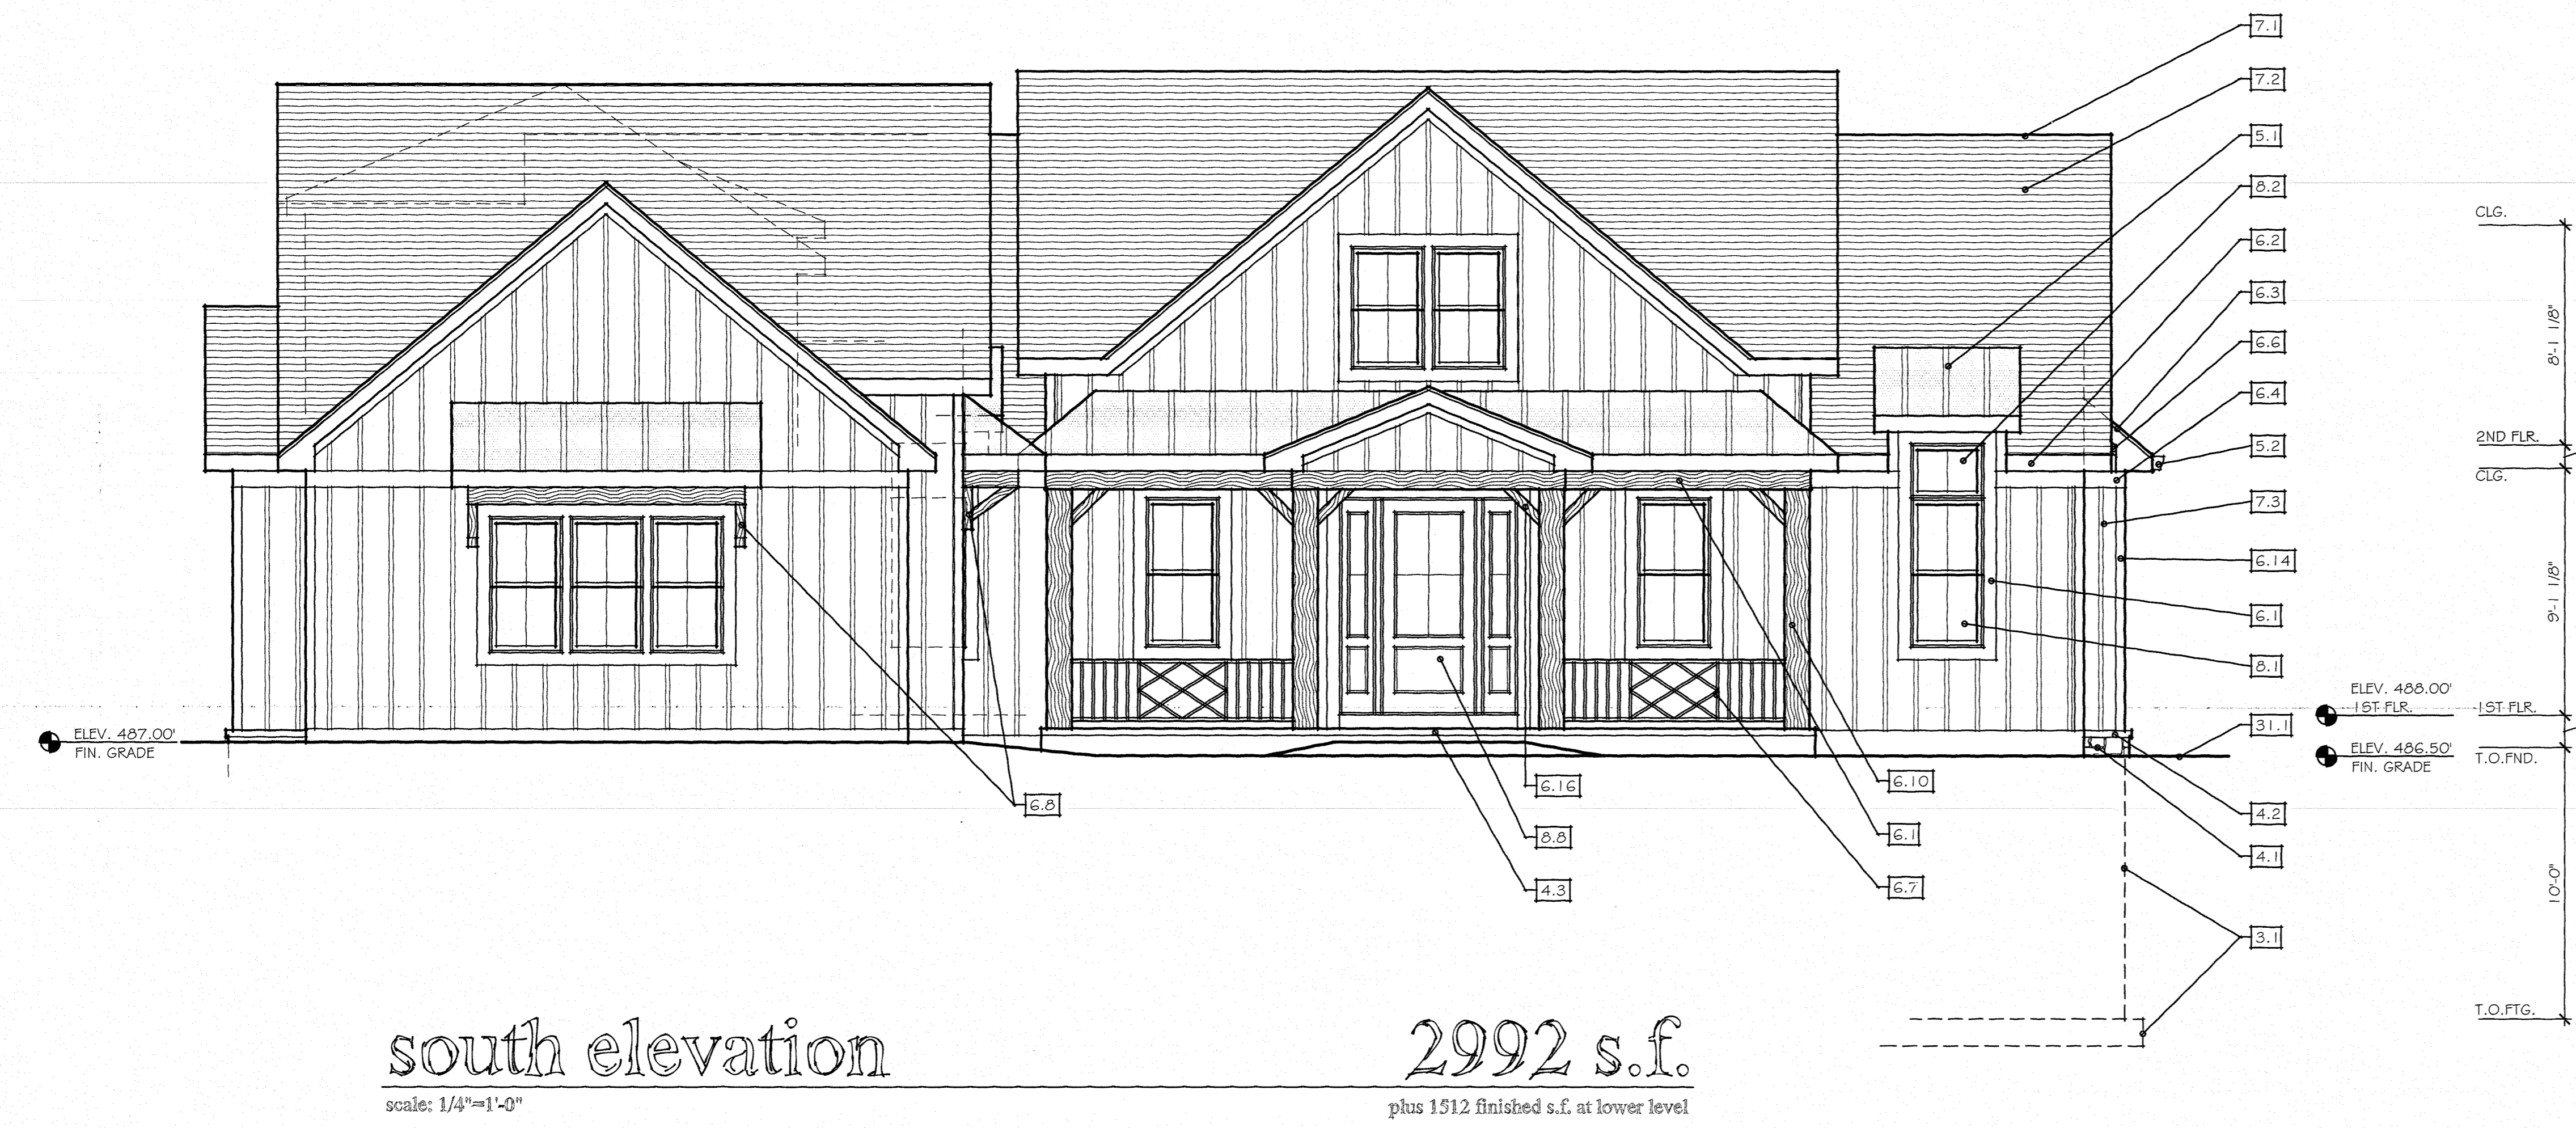 7.1
7.2
5.1
8.2
6.2
6.3
6.6
6.4
5.2
7.3
6.14
6.1
8.1
31.1
4.2
4.1
3.1
CLG.
8'-1 1/8"
2ND FLR.
CLG.
9'-1 1/8"
ELEV. 488.00'
1ST FLR.
1ST FLR.
ELEV. 486.50'
FIN. GRADE
T.O.FND.
10'-0"
T.O.FTG.
ELEV. 487.00'
FIN. GRADE
6.8
6.16
8.8
4.3
6.10
6.1
6.7
south elevation
2992 s.f.
scale: 1/4"=1'-0"
plus 1512 finished s.f. at lower level